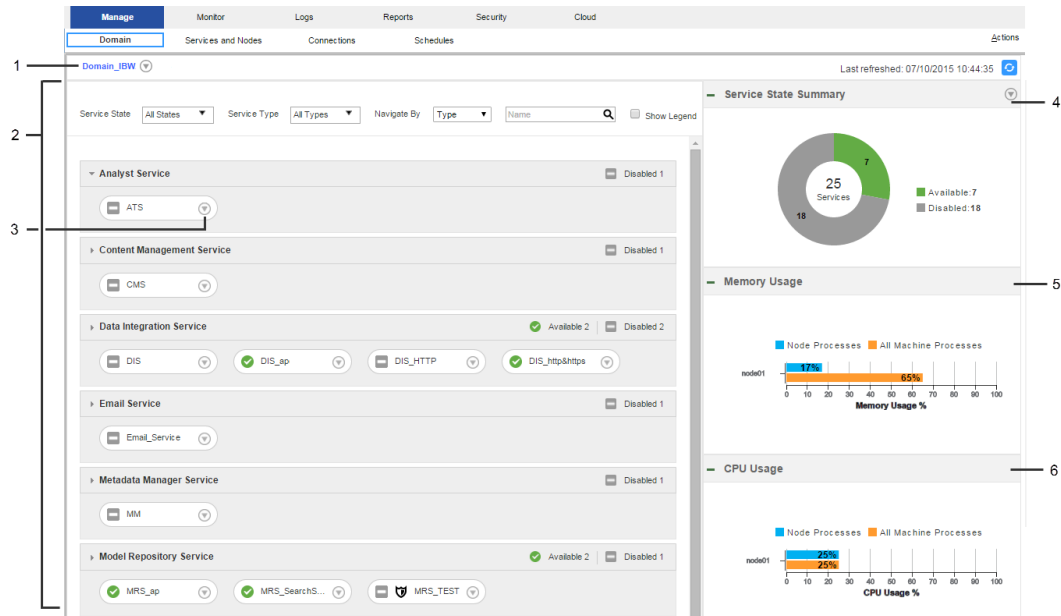 Manage Monitor Logs Reports Security Cloud
Domain Services and Nodes Connections Schedules Actions
1 Domain_IBW Last refreshed: 07/10/2015 10:44:35
2
Service State All States Service Type All Types Navigate By Type Name Show Legend
Analyst Service Disabled 1
3 ATS
Content Management Service Disabled 1
CMS
Data Integration Service Available 2 Disabled 2
DIS DIS_ap DIS_HTTP DIS_http&https
Email Service Disabled 1
Email_Service
Metadata Manager Service Disabled 1
MM
Model Repository Service Available 2 Disabled 1
MRS_ap MRS_SearchS... MRS_TEST
Service State Summary 4
7
25
Services
18
Available:7
Disabled:18
Memory Usage 5
Node Processes All Machine Processes
node01
17%
65%
0 10 20 30 40 50 60 70 80 90 100
Memory Usage %
CPU Usage 6
Node Processes All Machine Processes
node01
25%
25%
0 10 20 30 40 50 60 70 80 90 100
CPU Usage %